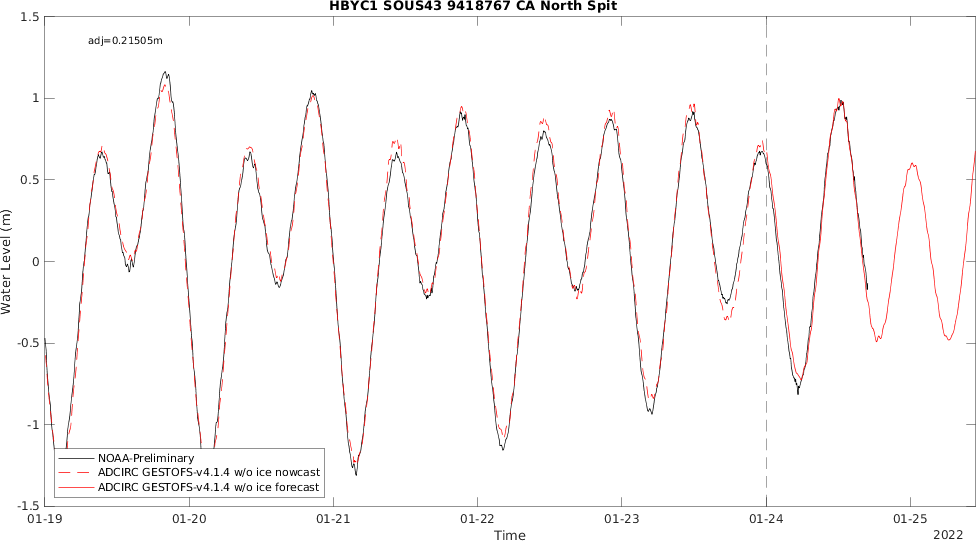 HBYC1 SOUS43 9418767 CA North Spit
adj=0.21505m
Water Level (m)
1.5
1
0.5
0
-0.5
-1
-1.5
NOAA-Preliminary
ADCIRC GESTOFS-v4.1.4 w/o ice nowcast
ADCIRC GESTOFS-v4.1.4 w/o ice forecast
01-19 01-20 01-21 01-22 01-23 01-24 01-25
Time
2022